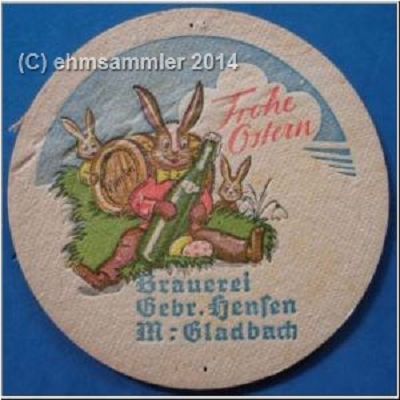 (C) ehmsammler 2014
Frohe
Ostern
Brauerei
Gebr. Hensen
M: Gladbach